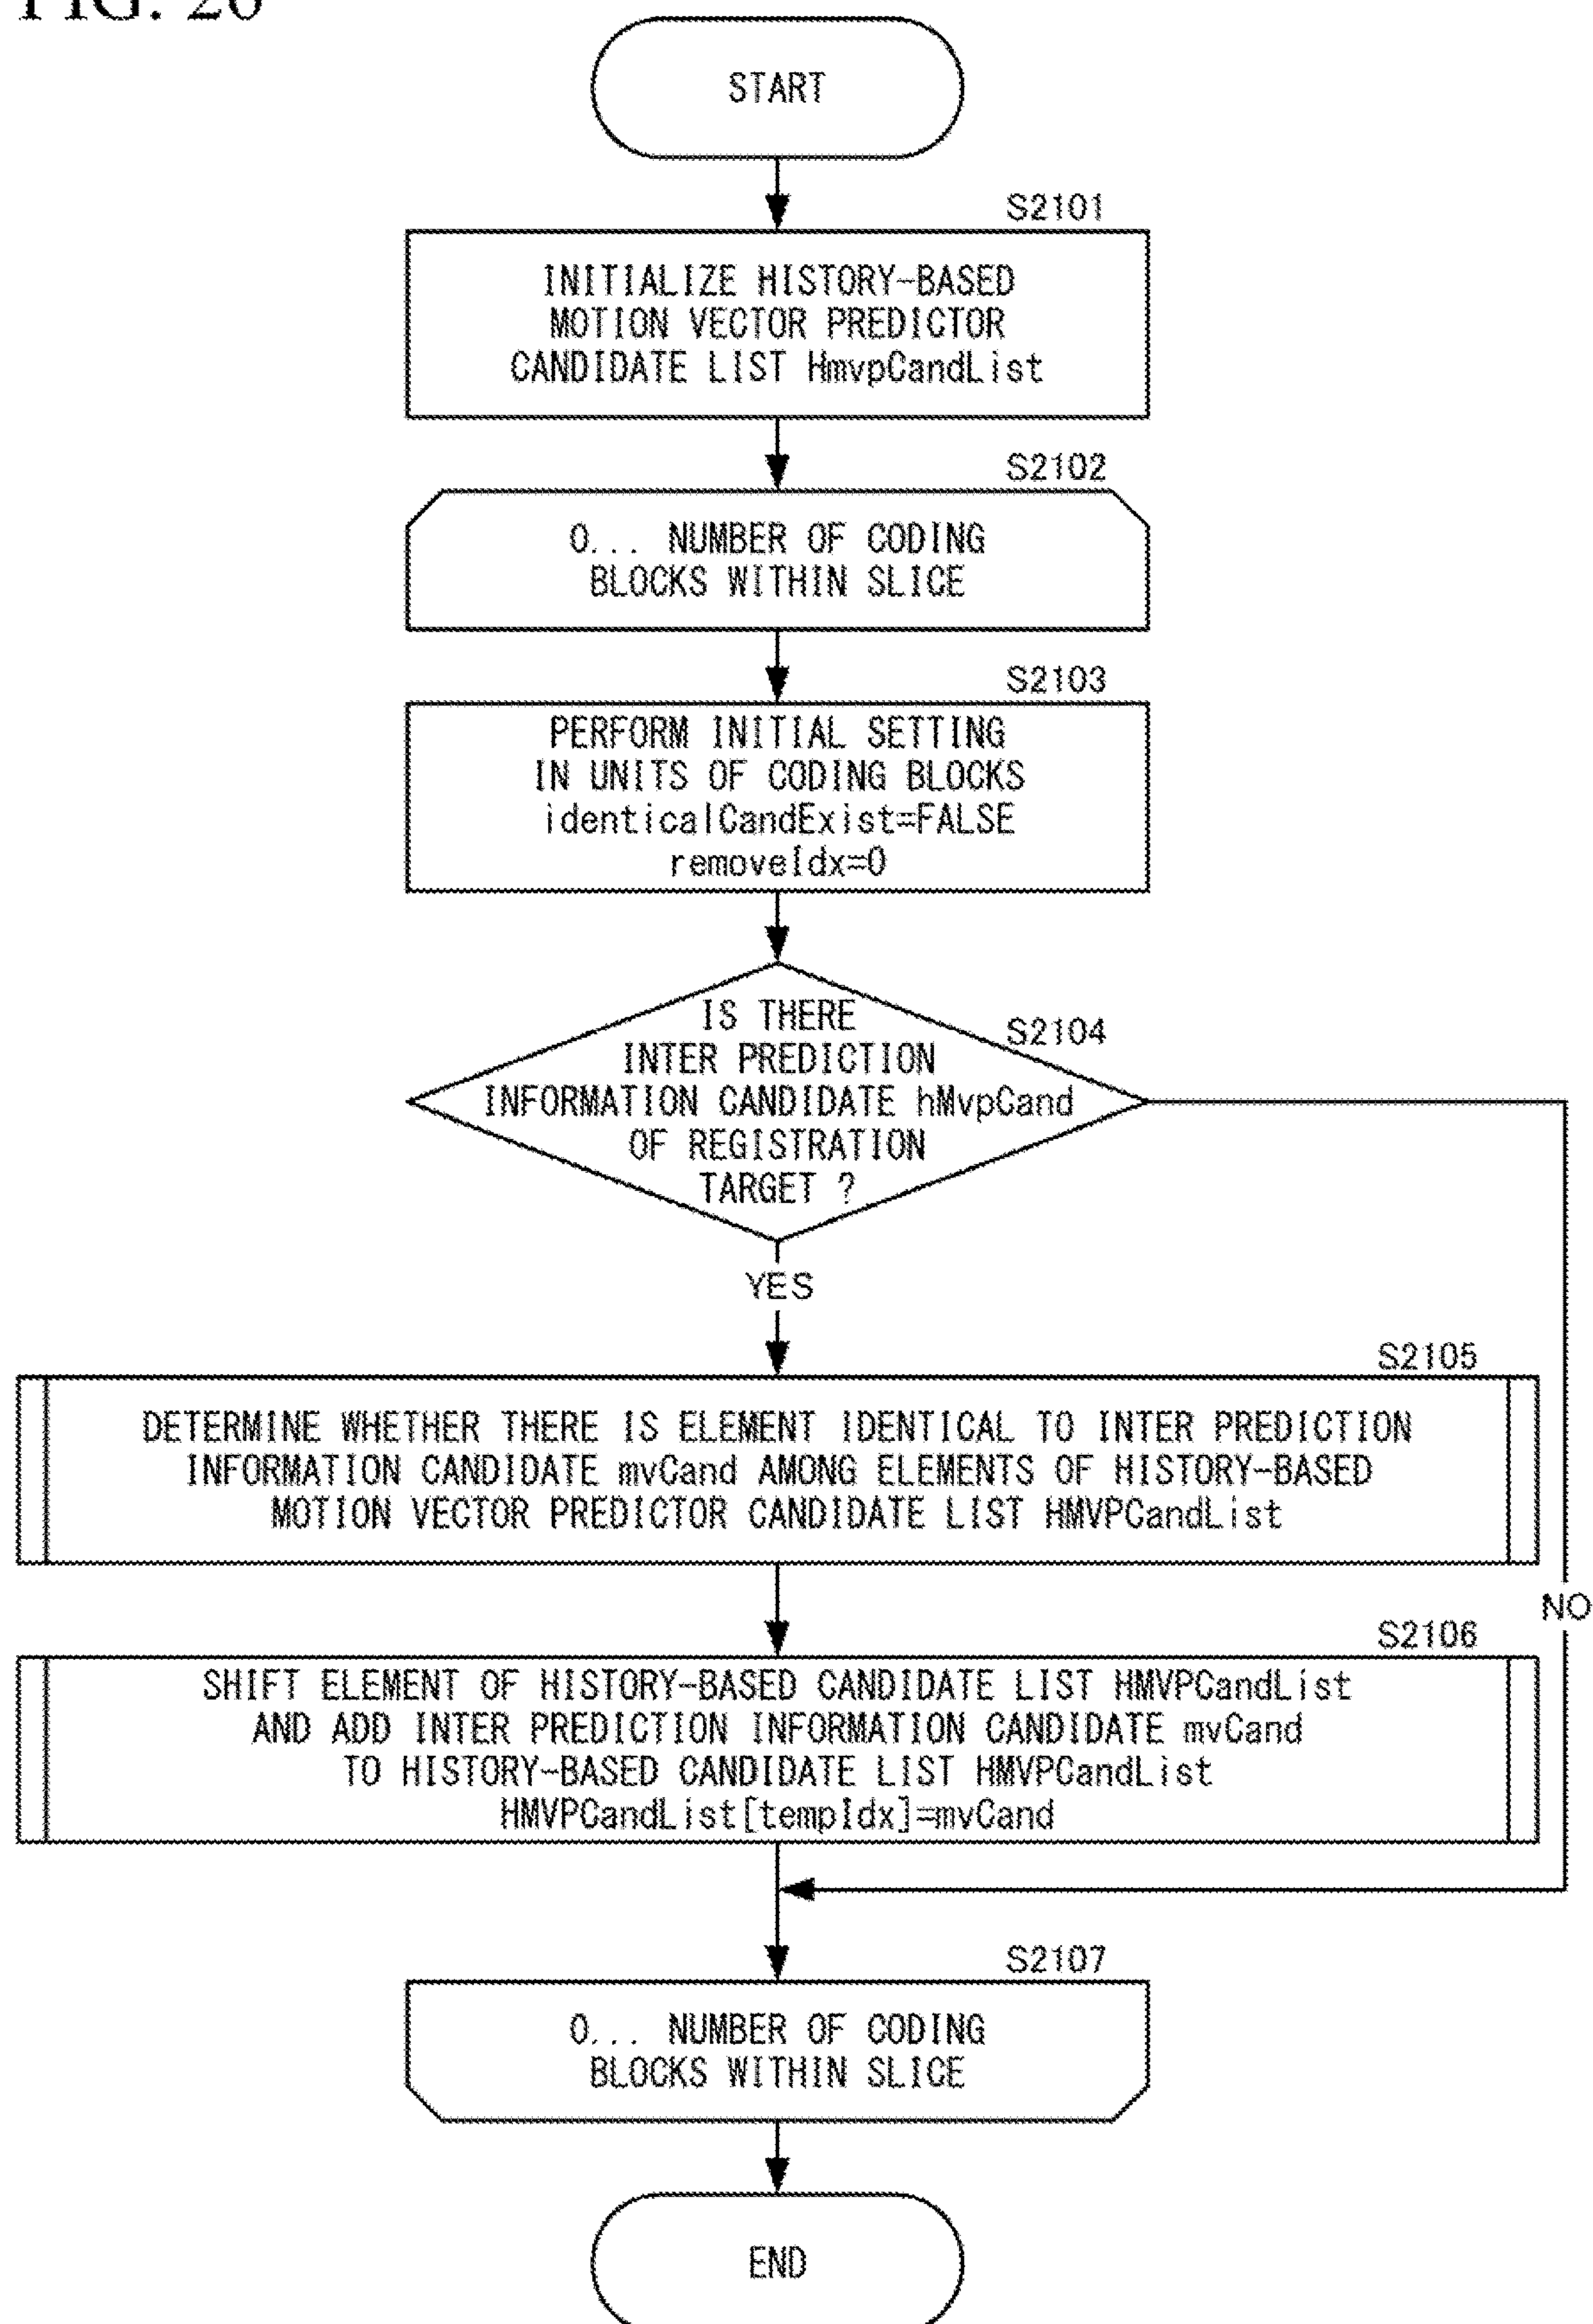 FIG. 26
START
S2101
INITIALIZE HISTORY-BASED
MOTION VECTOR PREDICTOR
CANDIDATE LIST HmvpCandList
S2102
0... NUMBER OF CODING
BLOCKS WITHIN SLICE
S2103
PERFORM INITIAL SETTING
IN UNITS OF CODING BLOCKS
identicalCandExist=FALSE
removeIdx=0
S2104
IS THERE
INTER PREDICTION
INFORMATION CANDIDATE hMvpCand
OF REGISTRATION
TARGET ?
YES
S2105
DETERMINE WHETHER THERE IS ELEMENT IDENTICAL TO INTER PREDICTION
INFORMATION CANDIDATE mvCand AMONG ELEMENTS OF HISTORY-BASED
MOTION VECTOR PREDICTOR CANDIDATE LIST HMVPCandList
NO
S2106
SHIFT ELEMENT OF HISTORY-BASED CANDIDATE LIST HMVPCandList
AND ADD INTER PREDICTION INFORMATION CANDIDATE mvCand
TO HISTORY-BASED CANDIDATE LIST HMVPCandList
HMVPCandList[tempIdx]=mvCand
S2107
0... NUMBER OF CODING
BLOCKS WITHIN SLICE
END